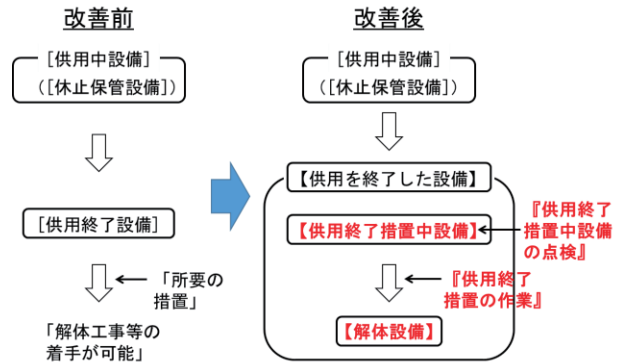 改善前
[供用中設備]
([休止保管設備])
[供用終了設備]
「所要の
措置」
「解体工事等の
着手が可能」
改善後
[供用中設備]
([休止保管設備])
【供用を終了した設備】
【供用終了措置中設備】
『供用終了
措置中設備
の点検』
『供用終了
措置の作業』
【解体設備】